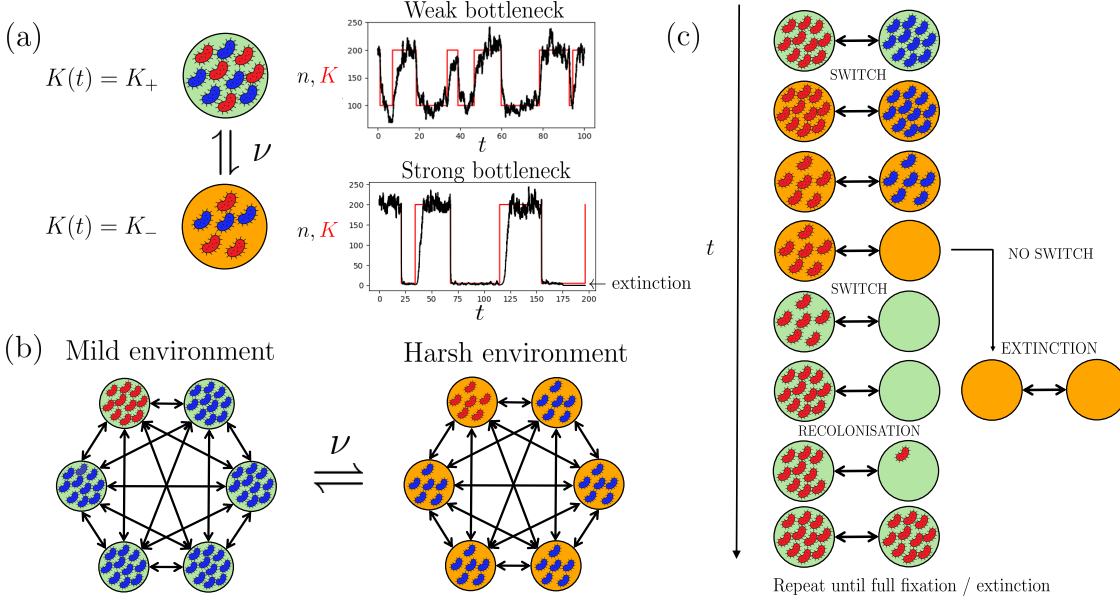 (a)
K(t) = K₊
ν
K(t) = K₋
Weak bottleneck
n, K
250
200
150
100
0 20 40 60 80 100
t
Strong bottleneck
n, K
250
200
150
100
50
0
0 25 50 75 100 125 150 175 200
t
extinction
(b)
Mild environment
ν
Harsh environment
(c)
t
SWITCH
NO SWITCH
SWITCH
EXTINCTION
RECOLONISATION
Repeat until full fixation / extinction